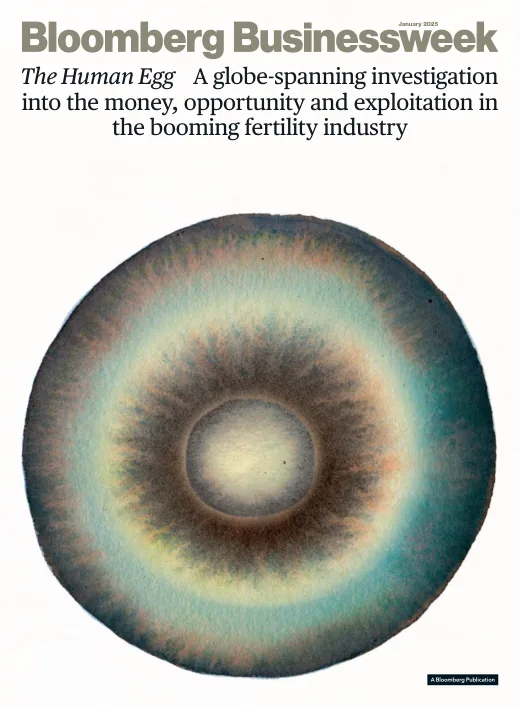 January 2025
Bloomberg Businessweek
The Human Egg A globe-spanning investigation
into the money, opportunity and exploitation in
the booming fertility industry
A Bloomberg Publication